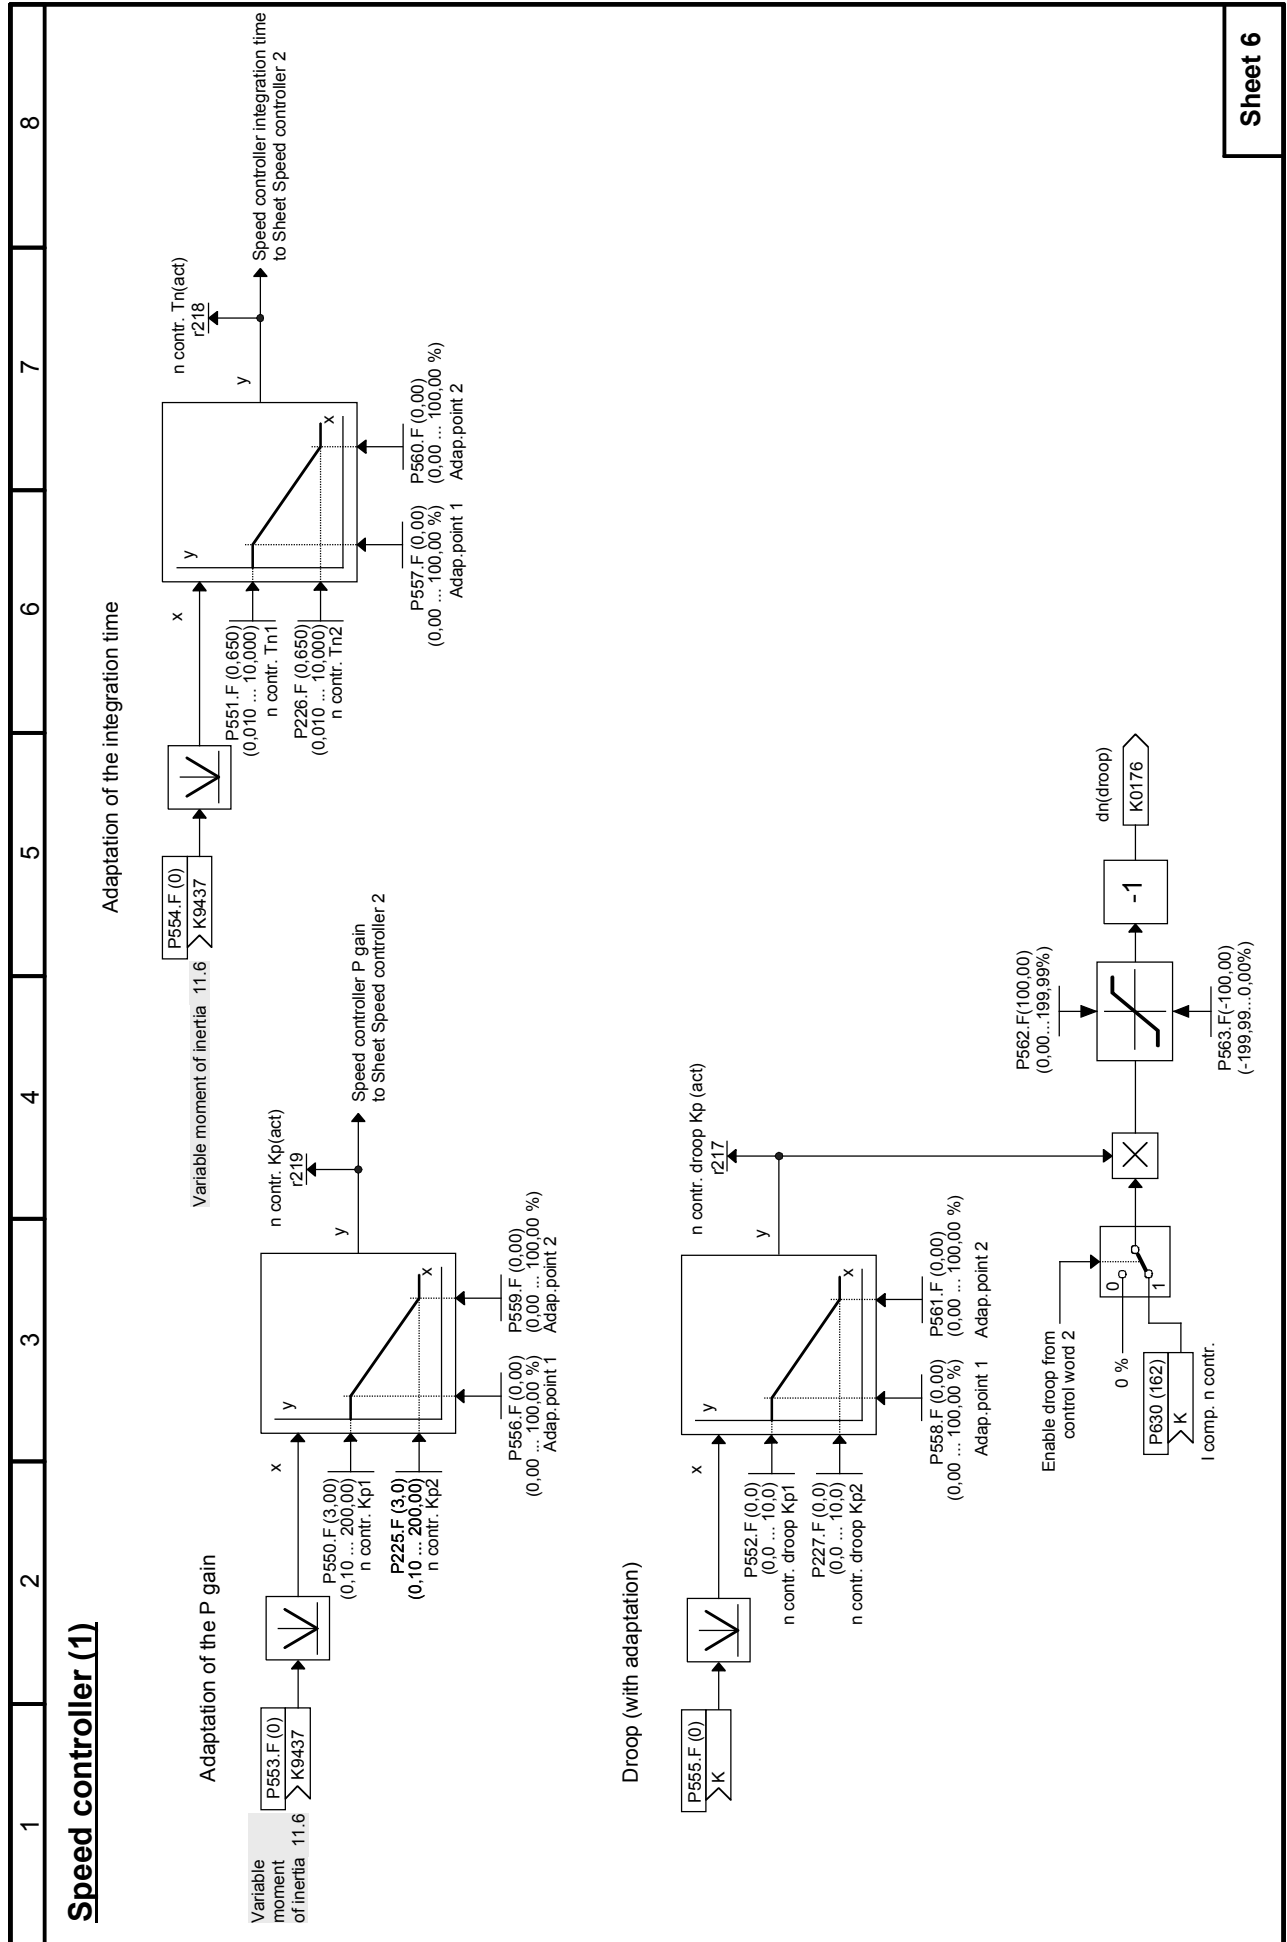 1
2
3
4
5
6
7
8
Speed controller (1)
Adaptation of the P gain
Variable
moment
of inertia 11.6
P553.F (0)
K9437
x
P550.F (3,00)
(0,10 ... 200,00)
n contr. Kp1
P225.F (3,0)
(0,10 ... 200,00)
n contr. Kp2
y
x
P556.F (0,00)
(0,00 ... 100,00 %)
Adap.point 1
P559.F (0,00)
(0,00 ... 100,00 %)
Adap.point 2
y
n contr. Kp(act)
r219
Speed controller P gain
to Sheet Speed controller 2
Adaptation of the integration time
Variable moment of inertia 11.6
P554.F (0)
K9437
x
P551.F (0,650)
(0,010 ... 10,000)
n contr. Tn1
P226.F (0,650)
(0,010 ... 10,000)
n contr. Tn2
y
x
P557.F (0,00)
(0,00 ... 100,00 %)
Adap.point 1
P560.F (0,00)
(0,00 ... 100,00 %)
Adap.point 2
y
n contr. Tn(act)
r218
Speed controller integration time
to Sheet Speed controller 2
Droop (with adaptation)
P555.F (0)
K
x
P552.F (0,0)
(0,0 ... 10,0)
n contr. droop Kp1
P227.F (0,0)
(0,0 ... 10,0)
n contr. droop Kp2
y
x
P558.F (0,00)
(0,00 ... 100,00 %)
Adap.point 1
P561.F (0,00)
(0,00 ... 100,00 %)
Adap.point 2
y
n contr. droop Kp (act)
r217
Enable droop from
control word 2
0 %
0
1
P630 (162)
K
I comp. n contr.
P562.F(100,00)
(0,00...199,99%)
P563.F(-100,00)
(-199,99...0,00%)
-1
dn(droop)
K0176
Sheet 6